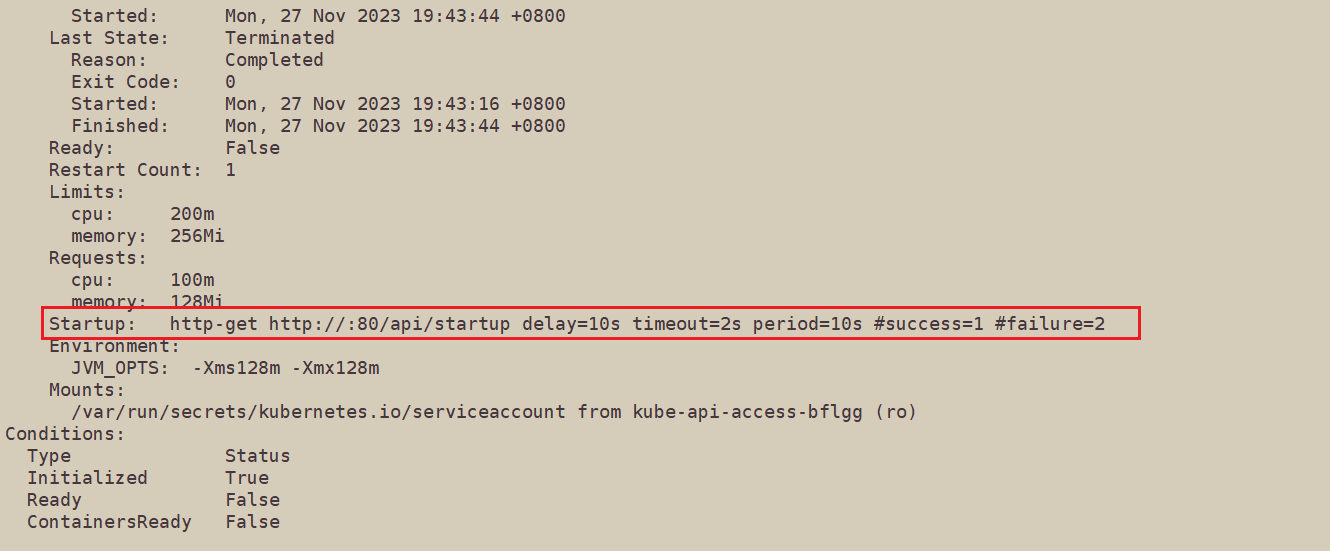 Started:      Mon, 27 Nov 2023 19:43:44 +0800
Last State:     Terminated
Reason:       Completed
Exit Code:    0
Started:      Mon, 27 Nov 2023 19:43:16 +0800
Finished:     Mon, 27 Nov 2023 19:43:44 +0800
Ready:          False
Restart Count:  1
Limits:
cpu:     200m
memory:  256Mi
Requests:
cpu:     100m
memory:  128Mi
Startup:   http-get http://:80/api/startup delay=10s timeout=2s period=10s #success=1 #failure=2
Environment:
JVM_OPTS:  -Xms128m -Xmx128m
Mounts:
/var/run/secrets/kubernetes.io/serviceaccount from kube-api-access-bflgg (ro)
Conditions:
Type              Status
Initialized       True
Ready             False
ContainersReady   False